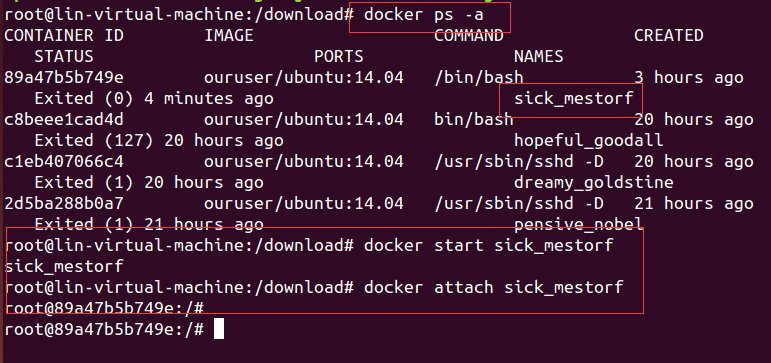 root@lin-virtual-machine:/download# docker ps -a
CONTAINER ID        IMAGE                  COMMAND             CREATED
   STATUS                      PORTS               NAMES
89a47b5b749e        ouruser/ubuntu:14.04   /bin/bash           3 hours ago
   Exited (0) 4 minutes ago                        sick_mestorf
c8beee1cad4d        ouruser/ubuntu:14.04   bin/bash            20 hours ago
   Exited (127) 20 hours ago                       hopeful_goodall
c1eb407066c4        ouruser/ubuntu:14.04   /usr/sbin/sshd -D   20 hours ago
   Exited (1) 20 hours ago                         dreamy_goldstine
2d5ba288b0a7        ouruser/ubuntu:14.04   /usr/sbin/sshd -D   21 hours ago
   Exited (1) 21 hours ago                         pensive_nobel
root@lin-virtual-machine:/download# docker start sick_mestorf
sick_mestorf
root@lin-virtual-machine:/download# docker attach sick_mestorf
root@89a47b5b749e:/#
root@89a47b5b749e:/#